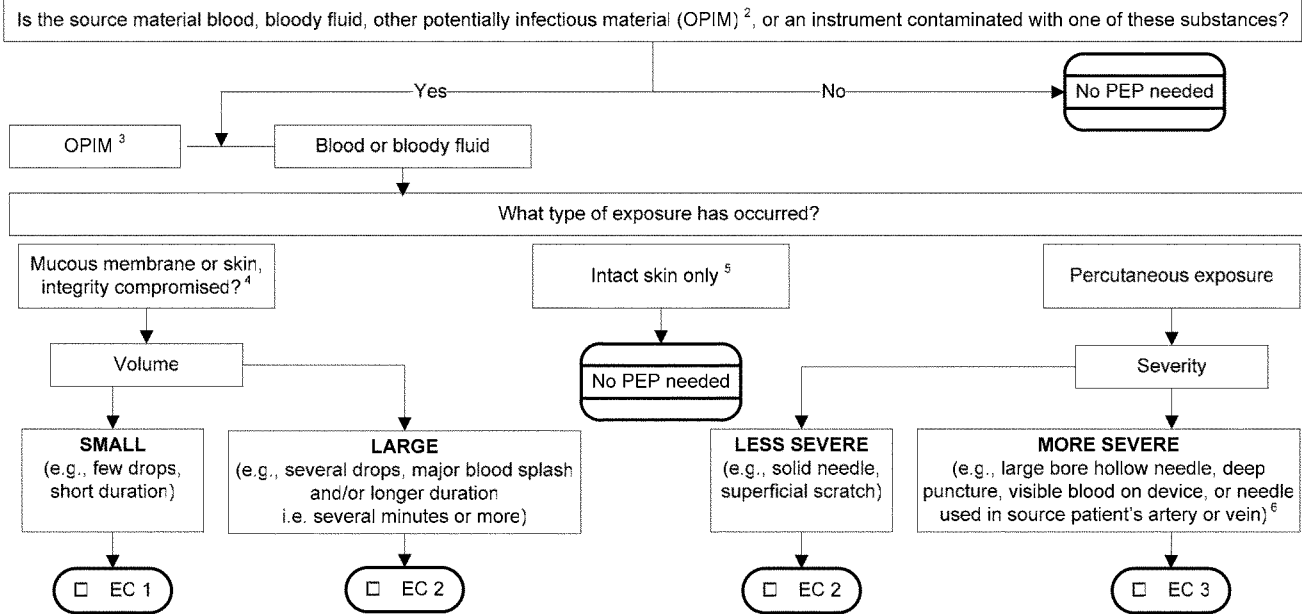 Is the source material blood, bloody fluid, other potentially infectious material (OPIM) 2, or an instrument contaminated with one of these substances?
Yes
No
No PEP needed
OPIM 3
Blood or bloody fluid
What type of exposure has occurred?
Mucous membrane or skin,
integrity compromised? 4
Intact skin only 5
Percutaneous exposure
Volume
No PEP needed
Severity
SMALL
(e.g., few drops,
short duration)
LARGE
(e.g., several drops, major blood splash
and/or longer duration
i.e. several minutes or more)
LESS SEVERE
(e.g., solid needle,
superficial scratch)
MORE SEVERE
(e.g., large bore hollow needle, deep
puncture, visible blood on device, or needle
used in source patient's artery or vein) 6
☐ EC 1
☐ EC 2
☐ EC 2
☐ EC 3